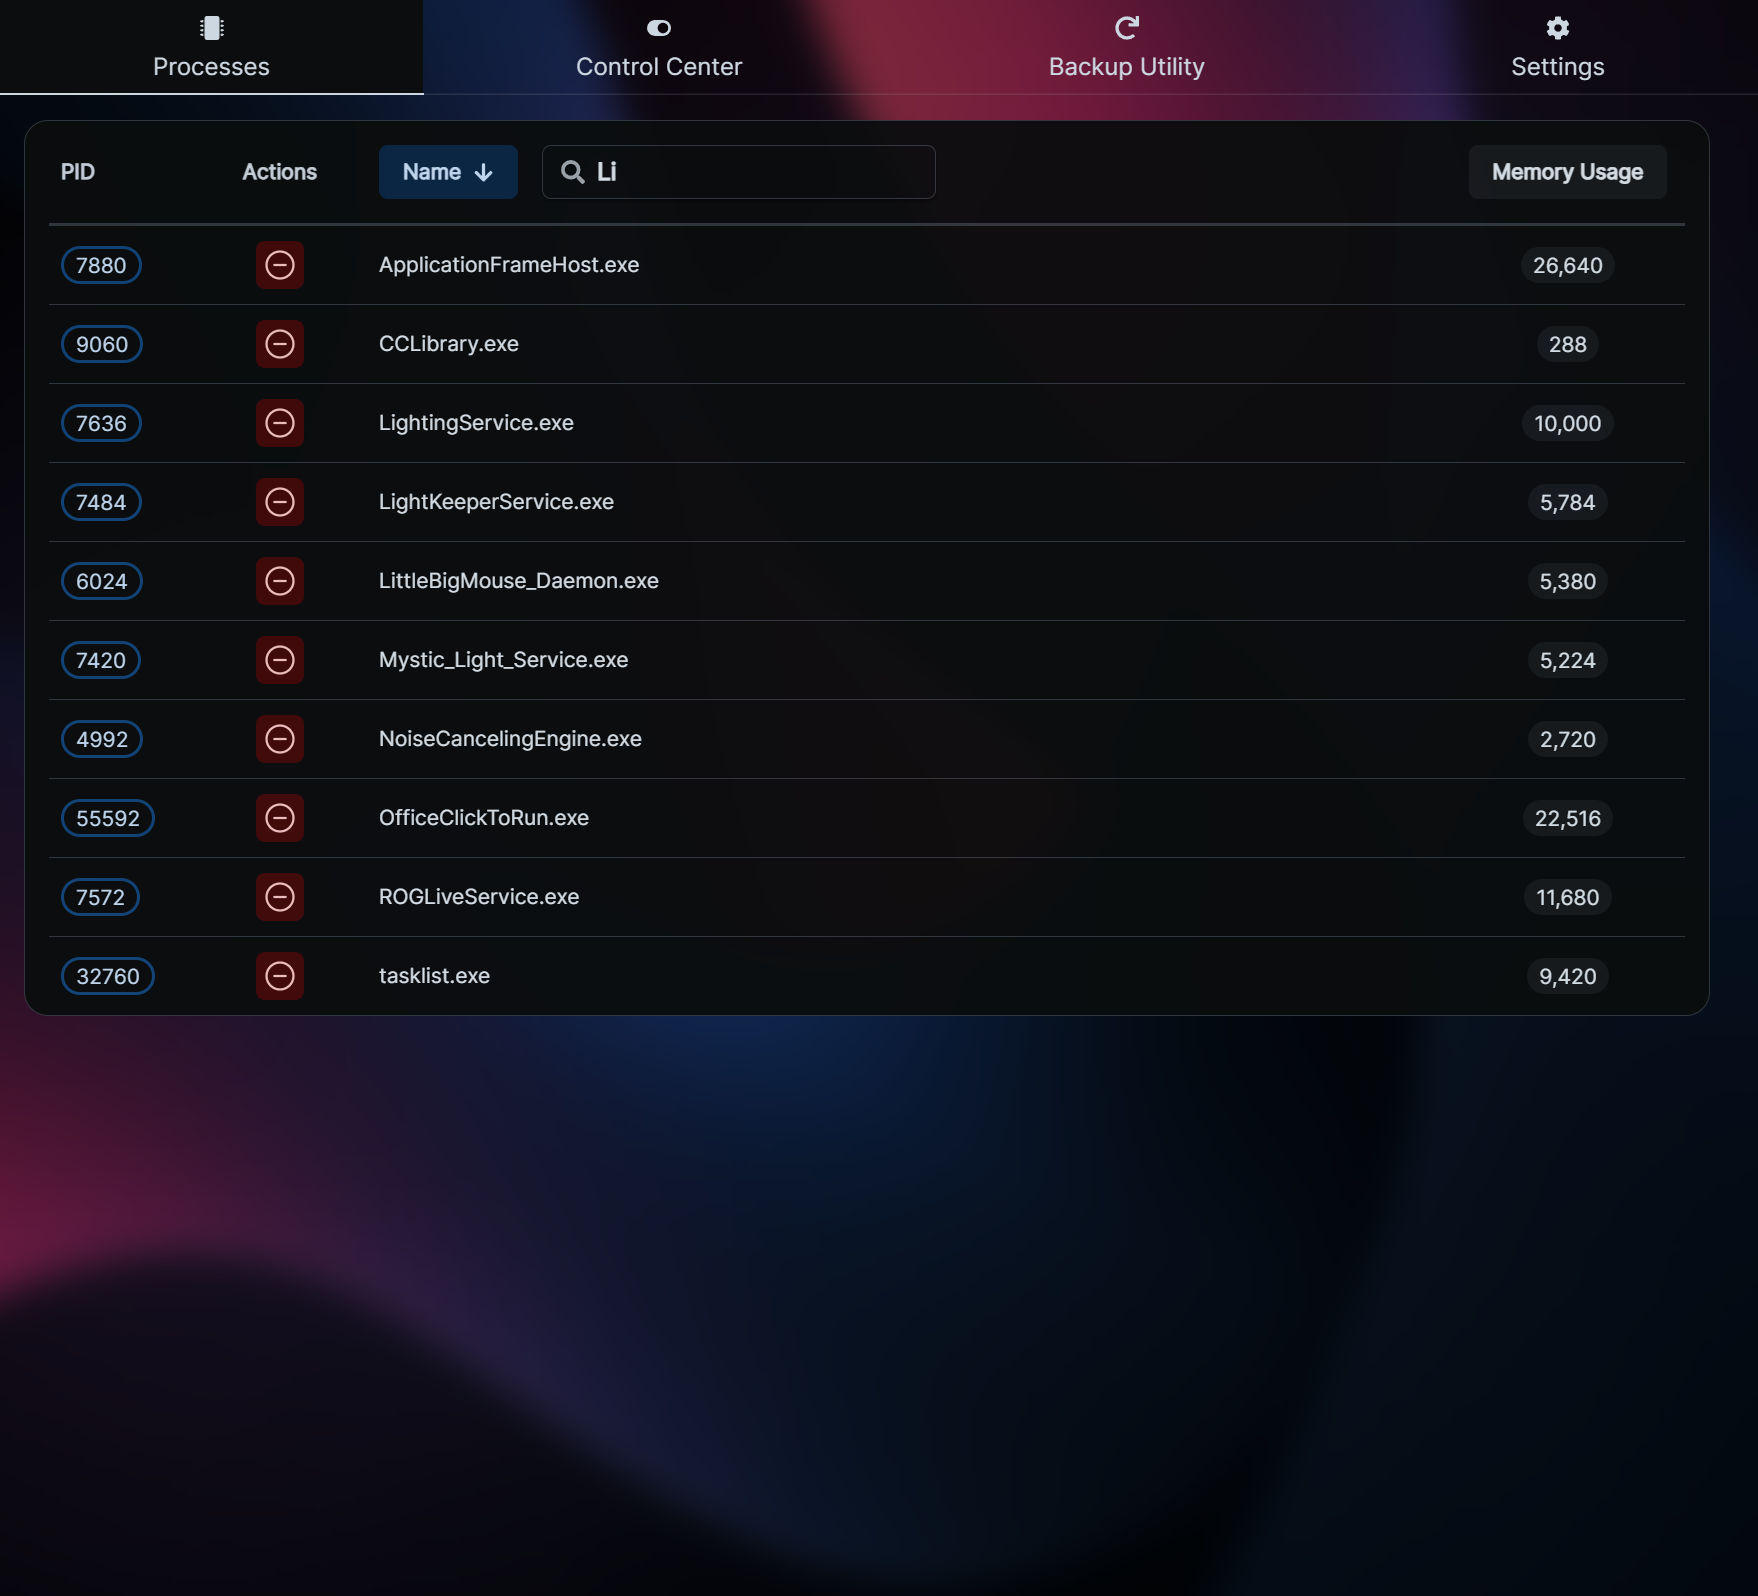 Processes Control Center Backup Utility Settings
PID Actions Name Li Memory Usage
7880 ApplicationFrameHost.exe 26,640
9060 CCLibrary.exe 288
7636 LightingService.exe 10,000
7484 LightKeeperService.exe 5,784
6024 LittleBigMouse_Daemon.exe 5,380
7420 Mystic_Light_Service.exe 5,224
4992 NoiseCancelingEngine.exe 2,720
55592 OfficeClickToRun.exe 22,516
7572 ROGLiveService.exe 11,680
32760 tasklist.exe 9,420